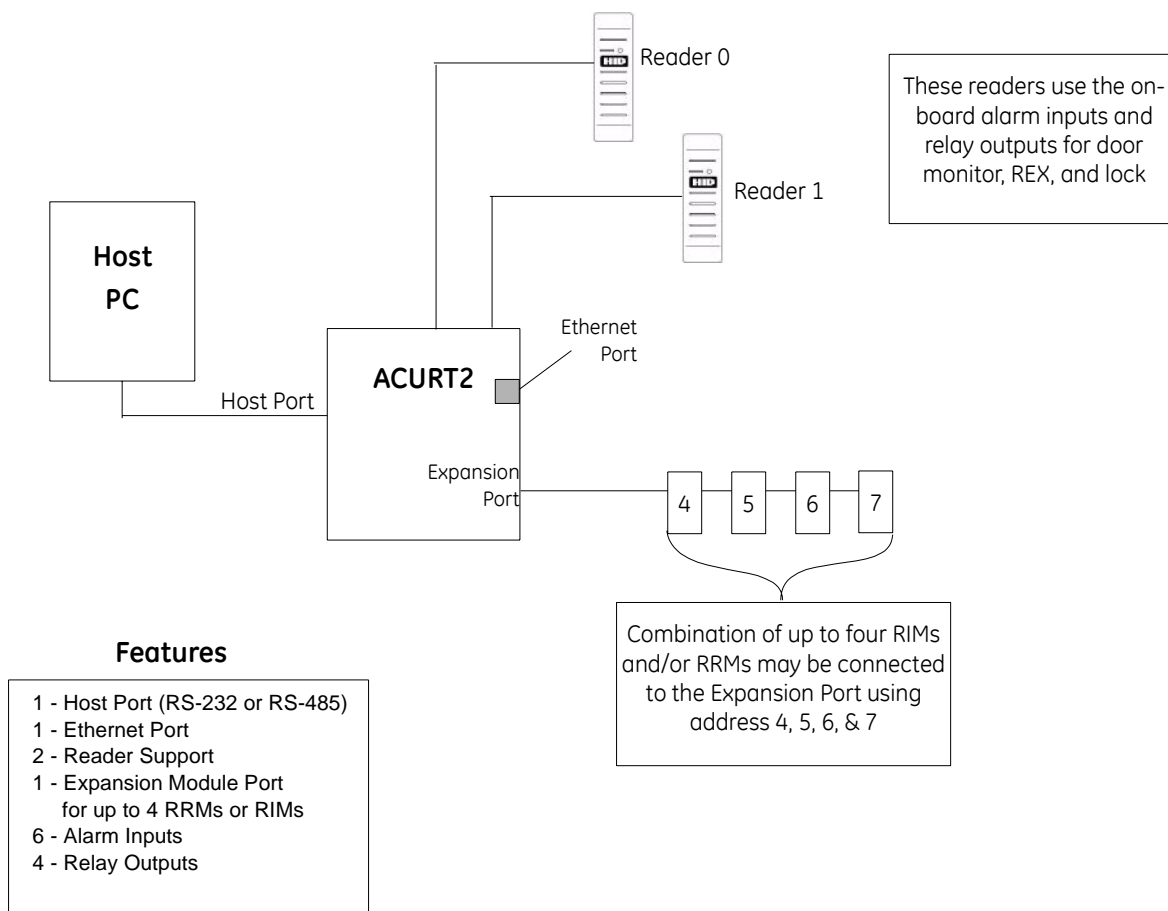 Reader 0
These readers use the on-
board alarm inputs and
relay outputs for door
monitor, REX, and lock
HID
Reader 1
HID
Host
PC
Ethernet
Port
ACURT2
Host Port
Expansion
Port
4 5 6 7
Combination of up to four RIMs
and/or RRMs may be connected
to the Expansion Port using
address 4, 5, 6, & 7
Features
1 - Host Port (RS-232 or RS-485)
1 - Ethernet Port
2 - Reader Support
1 - Expansion Module Port
for up to 4 RRMs or RIMs
6 - Alarm Inputs
4 - Relay Outputs